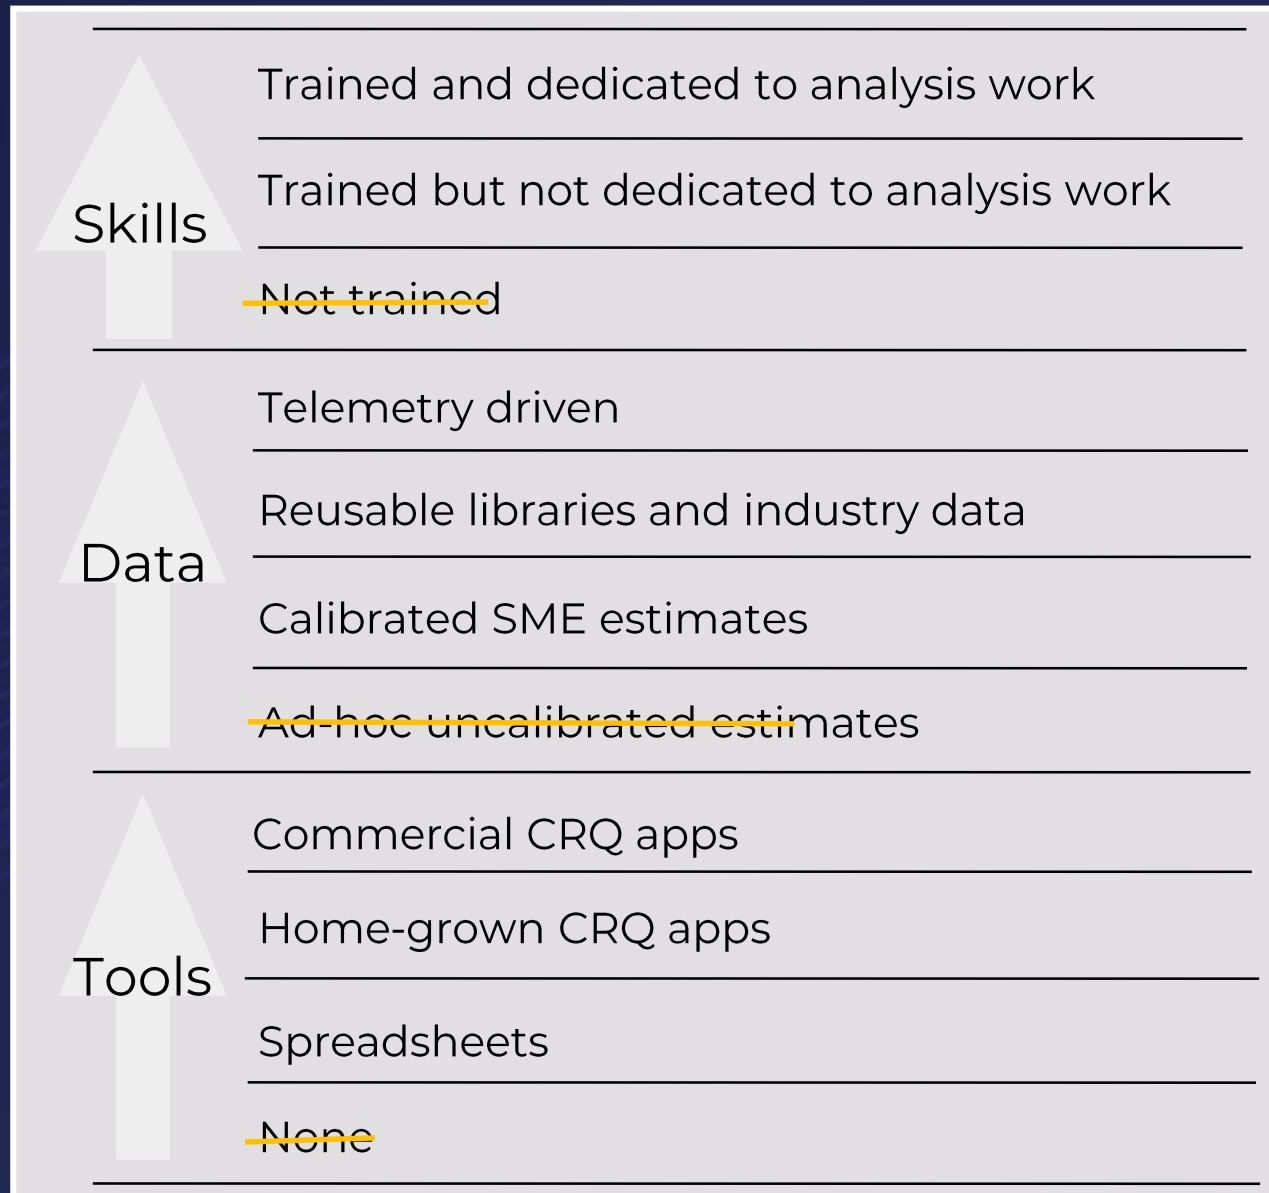 Trained and dedicated to analysis work
Trained but not dedicated to analysis work
Skills
Not trained
Telemetry driven
Reusable libraries and industry data
Data
Calibrated SME estimates
Ad-hoc uncalibrated estimates
Commercial CRQ apps
Home-grown CRQ apps
Tools
Spreadsheets
None